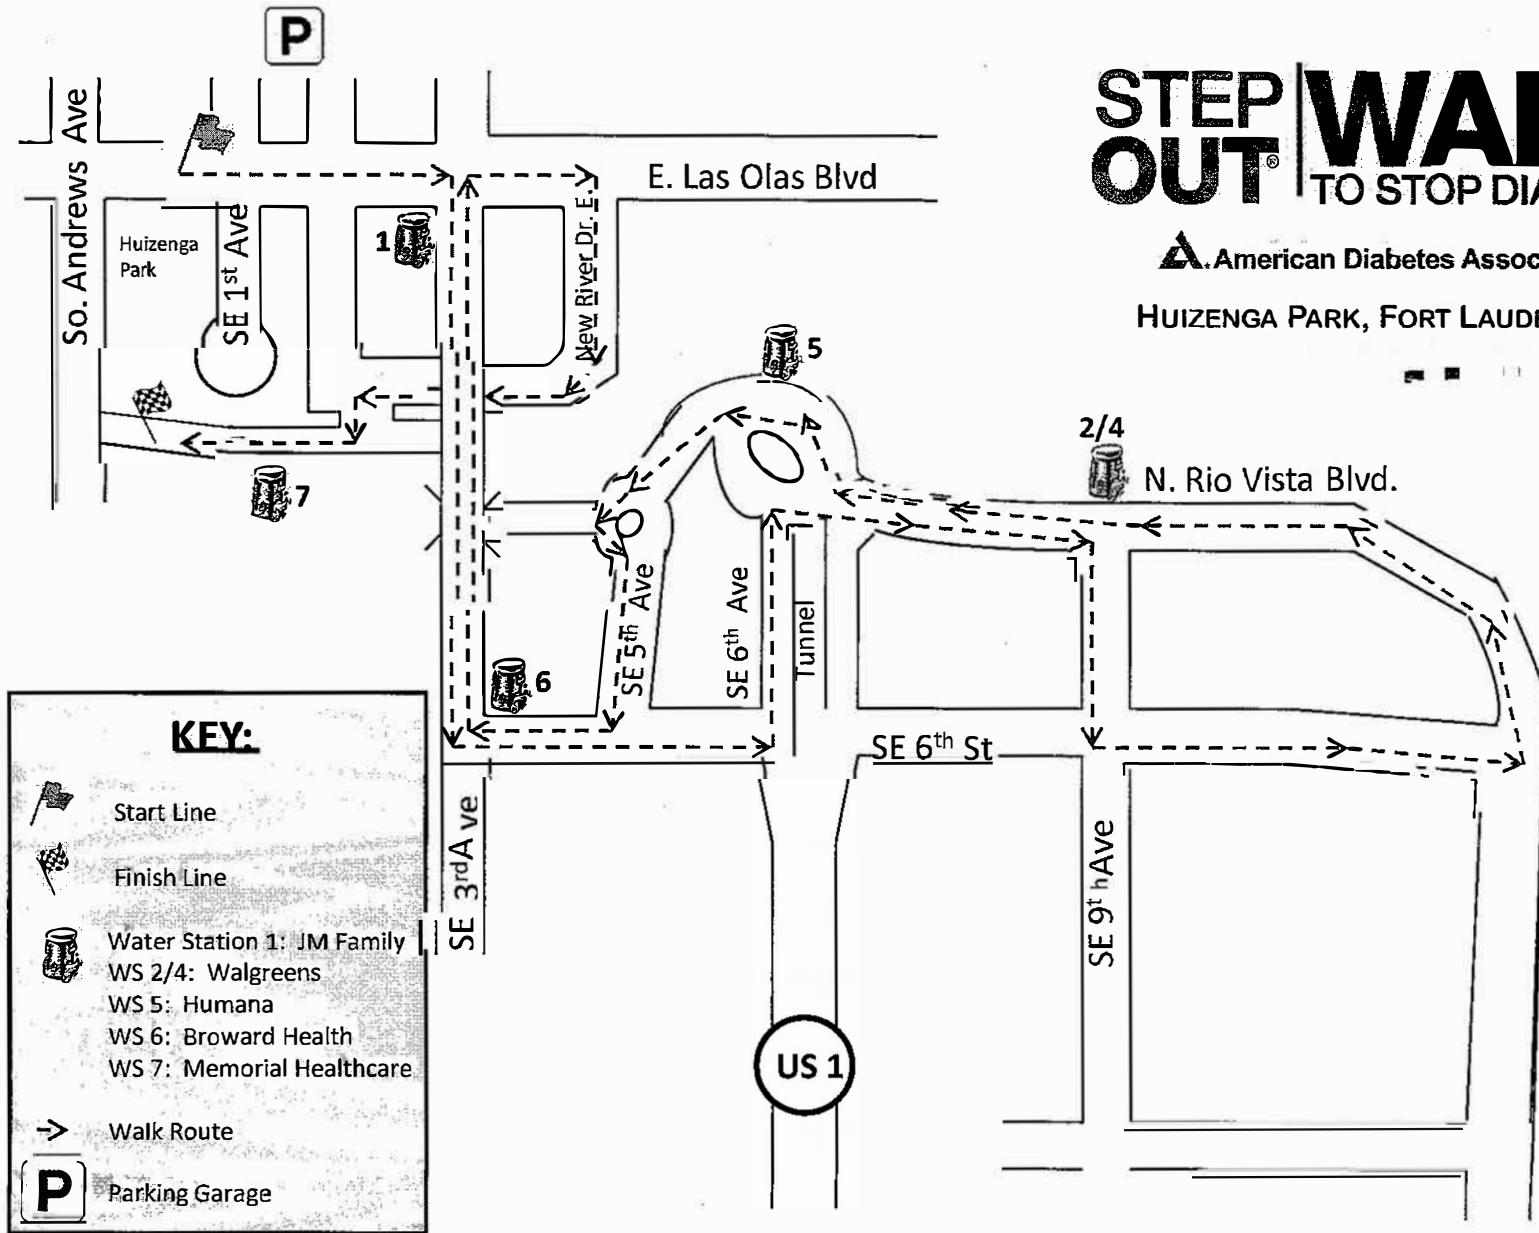 P
STEP
OUT®
TO STOP
American Diabetes
HUIZENGA PARK, FORT
So. Andrews Ave
E. Las Olas Blvd
Huizenga
Park
SE 1st Ave
1
New River Dr. E.
5
2/4
N. Rio Vista Blvd.
7
SE 5th Ave
SE 6th Ave
Tunnel
6
SE 6th St
SE 3rd Ave
SE 9th Ave
US 1
KEY:
Start Line
Finish Line
Water Station 1: JM Family
WS 2/4: Walgreens
WS 5: Humana
WS 6: Broward Health
WS 7: Memorial Healthcare
Walk Route
P Parking Garage